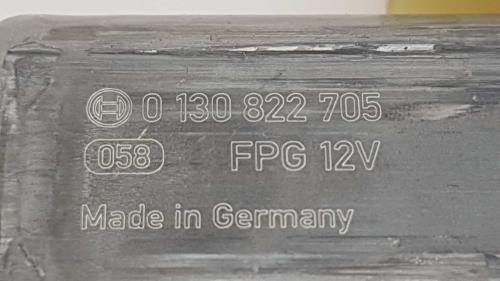 0 130 822 705
058 FPG 12V
Made in Germany